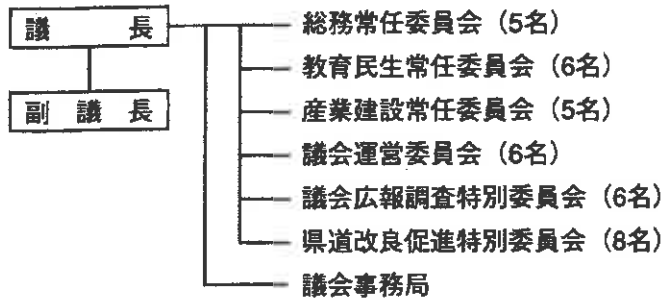 議長
総務常任委員会（5名）
教育民生常任委員会（6名）
副議長
産業建設常任委員会（5名）
議会運営委員会（6名）
議会広報調査特別委員会（6名）
県道改良促進特別委員会（8名）
議会事務局